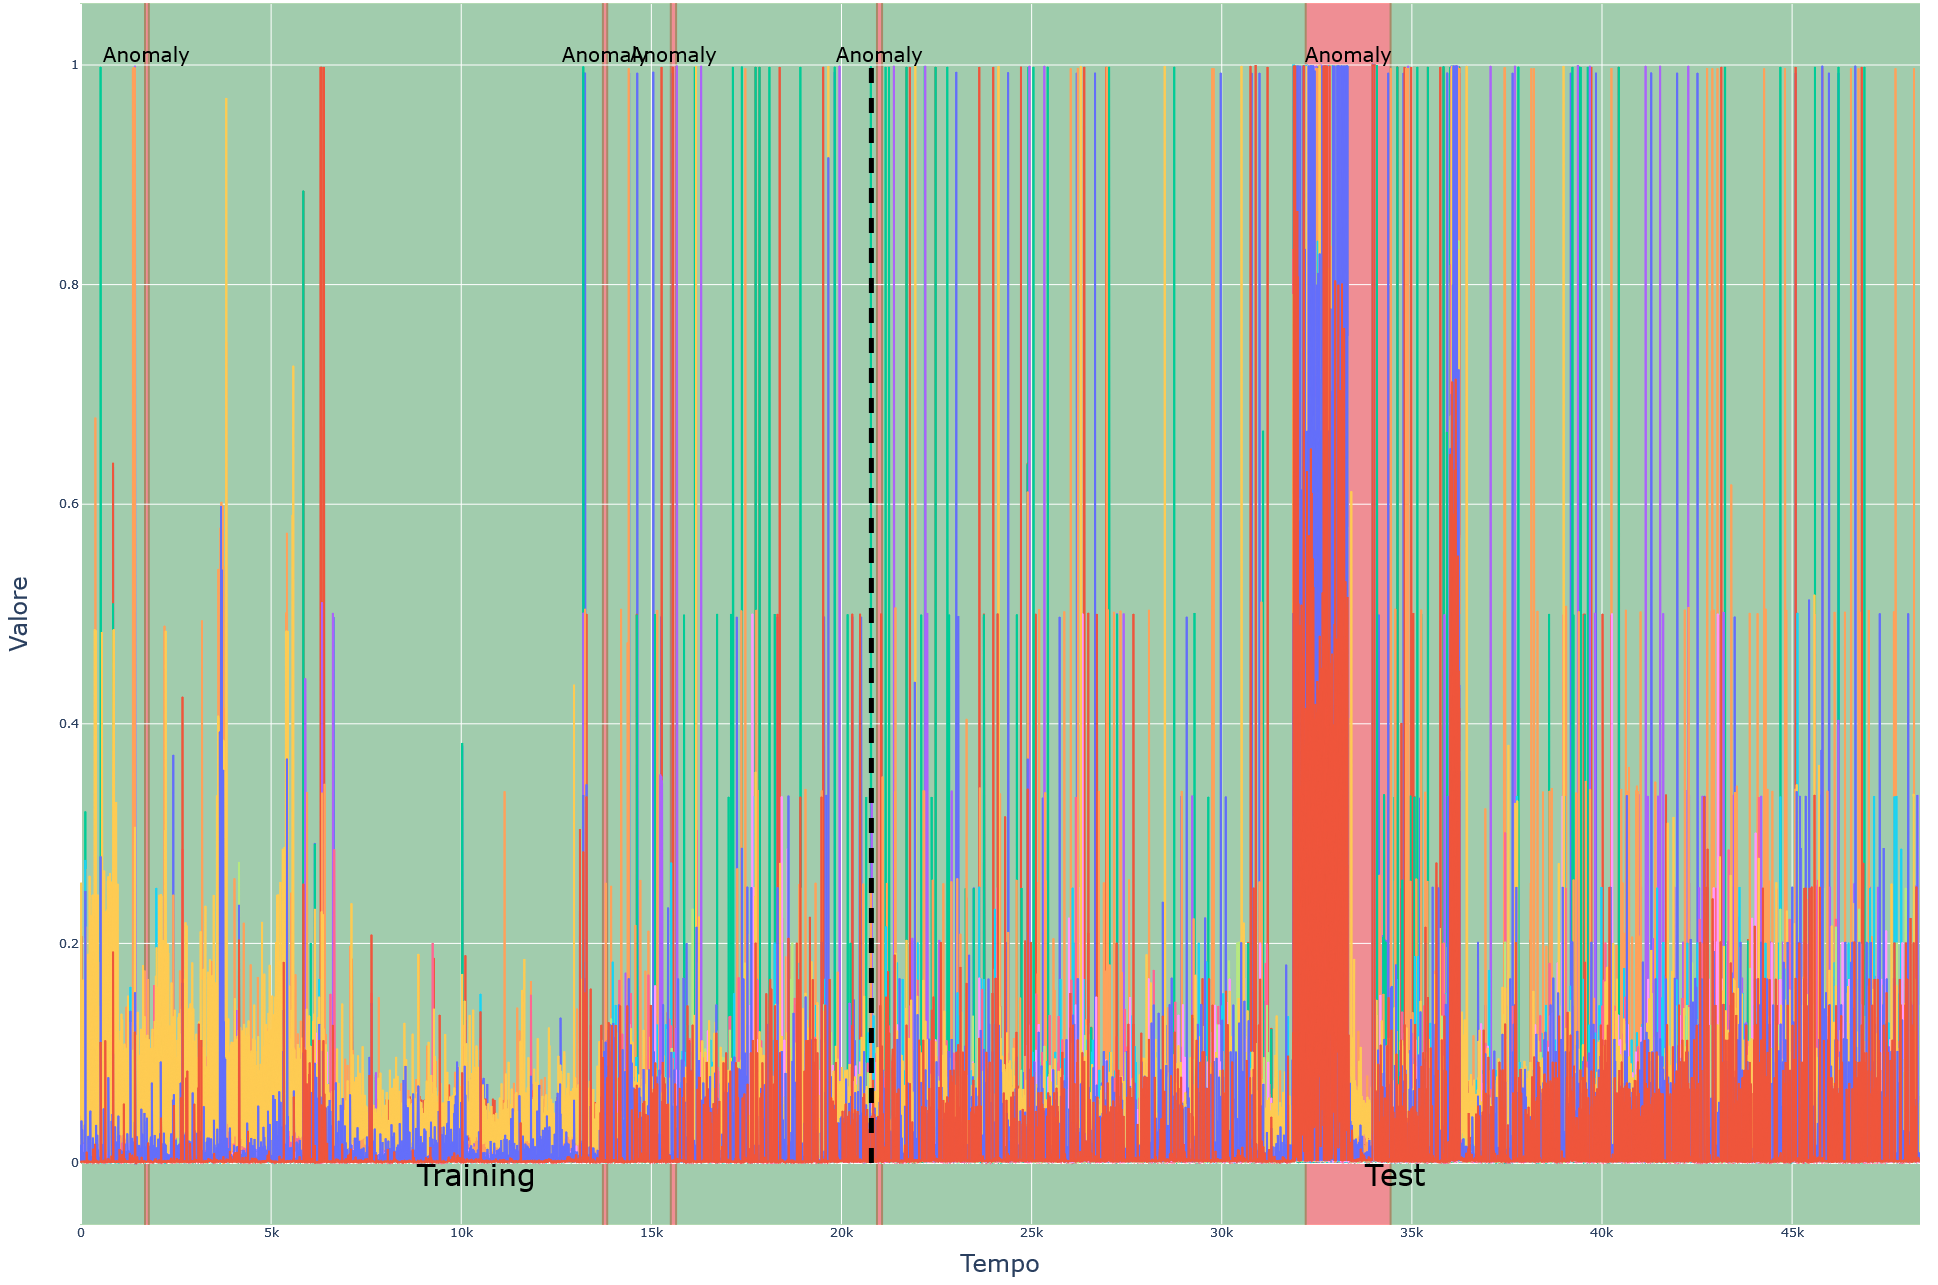 Anomaly Anomaly Anomaly Anomaly Anomaly
1
0.8
0.6
Valore
0.4
0.2
0
Training Test
0 5k 10k 15k 20k 25k 30k 35k 40k 45k
Tempo